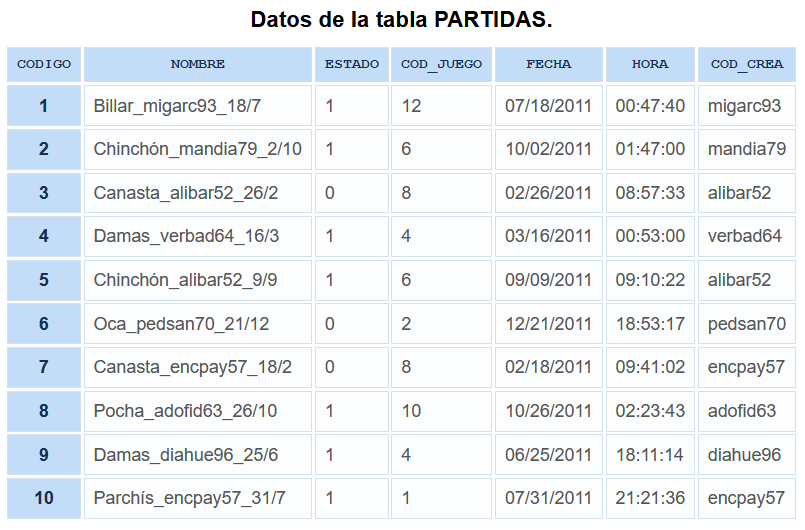 Datos de la tabla PARTIDAS.
CODIGO NOMBRE ESTADO COD_JUEGO FECHA HORA COD_CREA
1 Billar_migarc93_18/7 1 12 07/18/2011 00:47:40 migarc93
2 Chinchón_mandia79_2/10 1 6 10/02/2011 01:47:00 mandia79
3 Canasta_alibar52_26/2 0 8 02/26/2011 08:57:33 alibar52
4 Damas_verbad64_16/3 1 4 03/16/2011 00:53:00 verbad64
5 Chinchón_alibar52_9/9 1 6 09/09/2011 09:10:22 alibar52
6 Oca_pedsan70_21/12 0 2 12/21/2011 18:53:17 pedsan70
7 Canasta_encpay57_18/2 0 8 02/18/2011 09:41:02 encpay57
8 Pocha_adofid63_26/10 1 10 10/26/2011 02:23:43 adofid63
9 Damas_diahue96_25/6 1 4 06/25/2011 18:11:14 diahue96
10 Parchís_encpay57_31/7 1 1 07/31/2011 21:21:36 encpay57